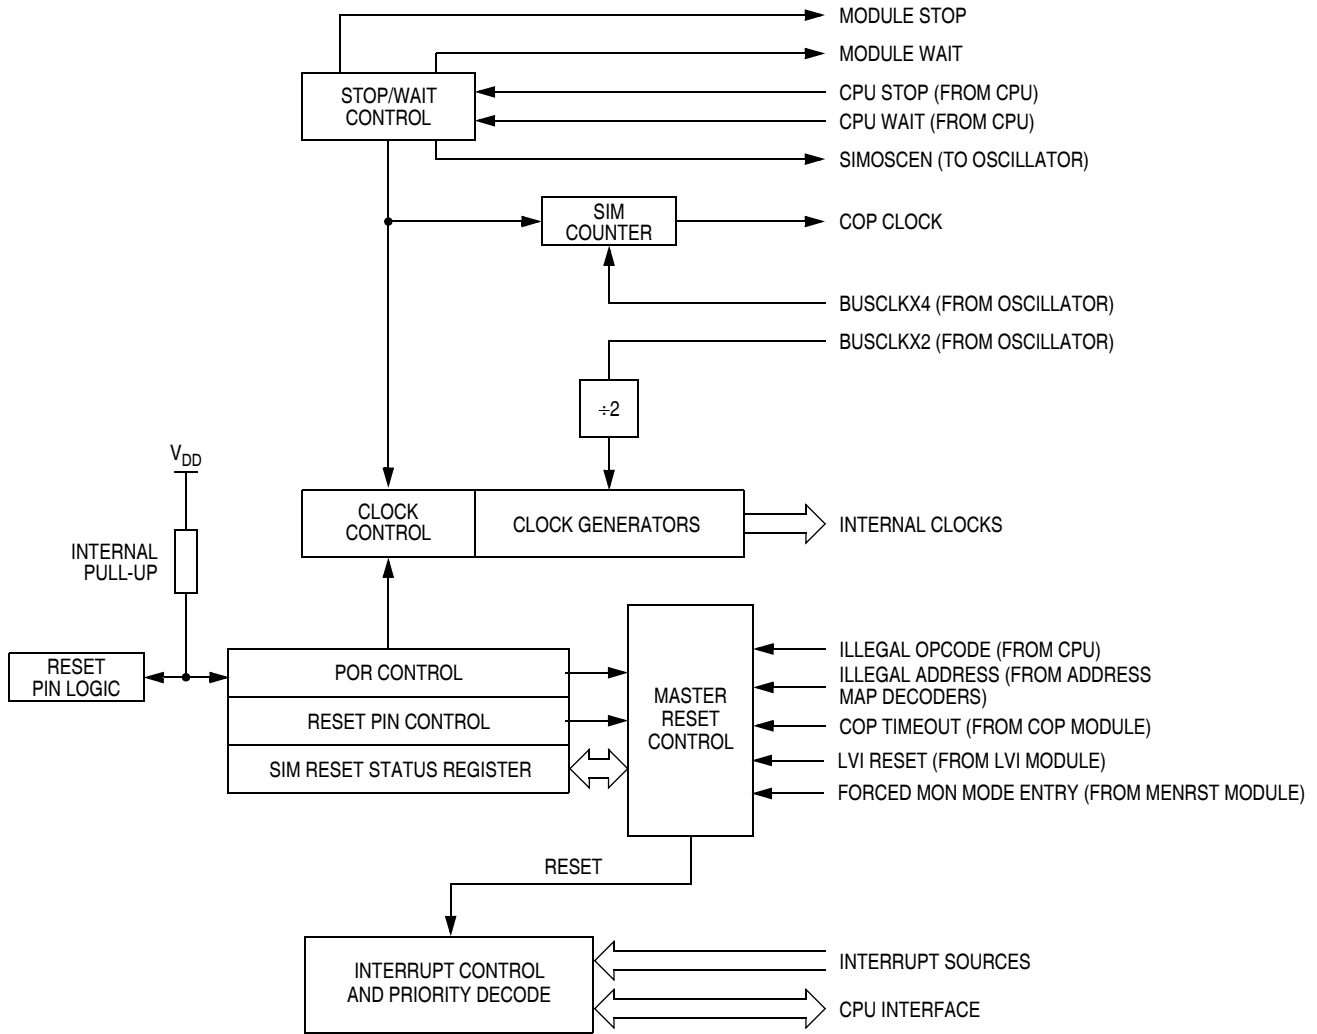 MODULE STOP
MODULE WAIT
STOP/WAIT
CONTROL
CPU STOP (FROM CPU)
CPU WAIT (FROM CPU)
SIMOSCEN (TO OSCILLATOR)
SIM
COUNTER
COP CLOCK
BUSCLKX4 (FROM OSCILLATOR)
BUSCLKX2 (FROM OSCILLATOR)
÷2
VDD
INTERNAL
PULL-UP
CLOCK
CONTROL
CLOCK GENERATORS
INTERNAL CLOCKS
RESET
PIN LOGIC
POR CONTROL
RESET PIN CONTROL
SIM RESET STATUS REGISTER
MASTER
RESET
CONTROL
ILLEGAL OPCODE (FROM CPU)
ILLEGAL ADDRESS (FROM ADDRESS
MAP DECODERS)
COP TIMEOUT (FROM COP MODULE)
LVI RESET (FROM LVI MODULE)
FORCED MON MODE ENTRY (FROM MENRST MODULE)
RESET
INTERRUPT CONTROL
AND PRIORITY DECODE
INTERRUPT SOURCES
CPU INTERFACE